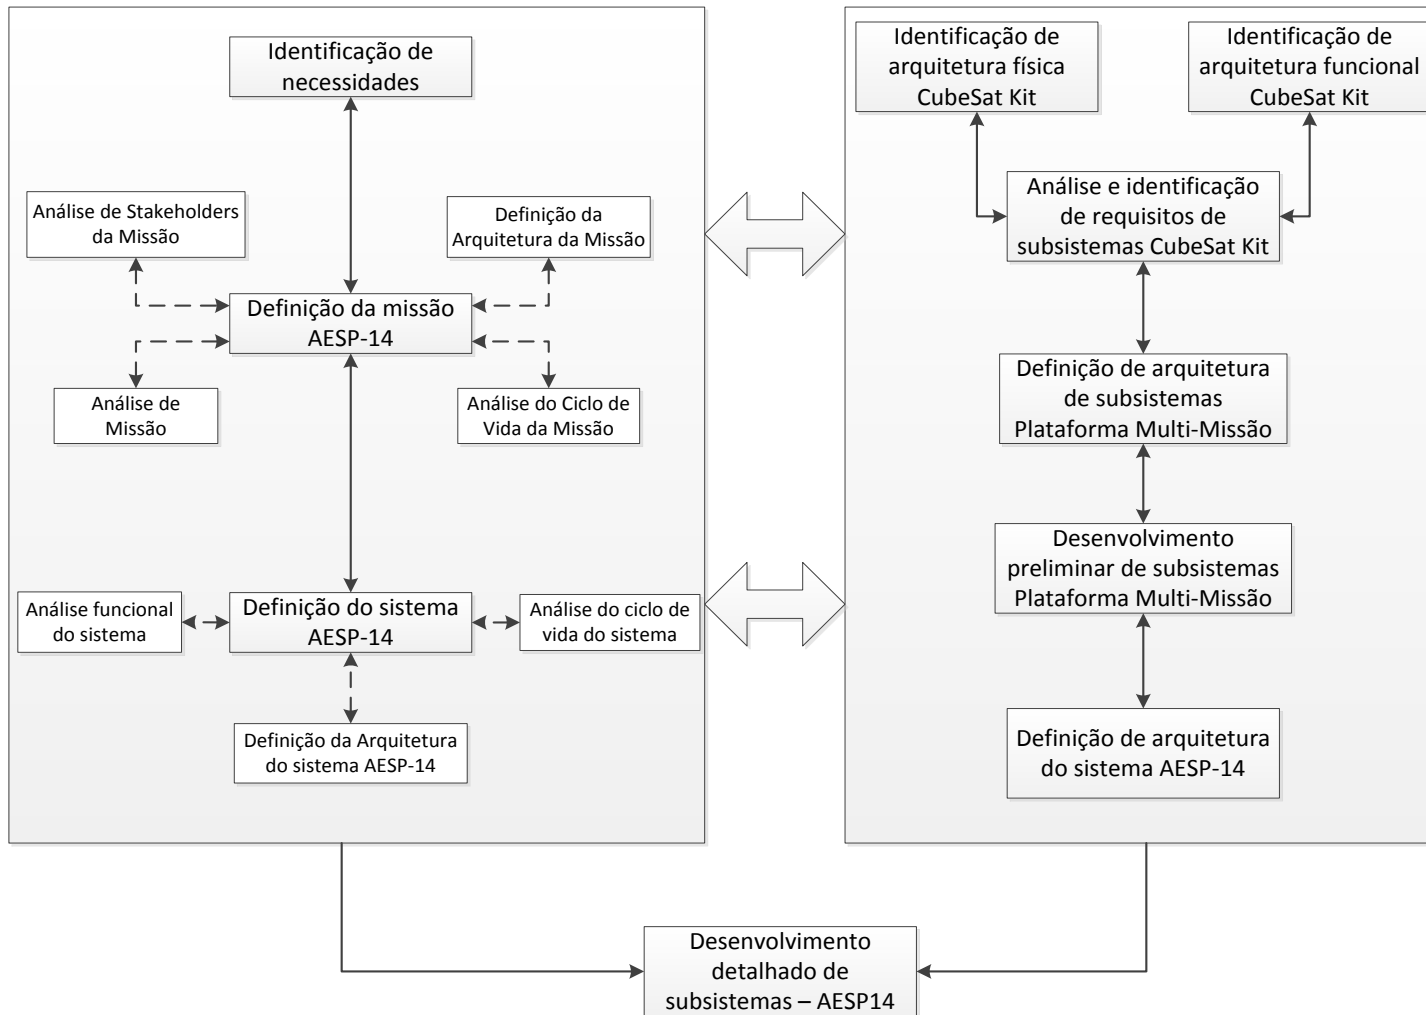 Identificação de
necessidades
Análise de Stakeholders
da Missão
Definição da
Arquitetura da Missão
Definição da missão
AESP-14
Análise de
Missão
Análise do Ciclo de
Vida da Missão
Análise funcional
do sistema
Definição do sistema
AESP-14
Análise do ciclo de
vida do sistema
Definição da Arquitetura
do sistema AESP-14
Identificação de
arquitetura física
CubeSat Kit
Identificação de
arquitetura funcional
CubeSat Kit
Análise e identificação
de requisitos de
subsistemas CubeSat Kit
Definição de arquitetura
de subsistemas
Plataforma Multi-Missão
Desenvolvimento
preliminar de subsistemas
Plataforma Multi-Missão
Definição de arquitetura
do sistema AESP-14
Desenvolvimento
detalhado de
subsistemas – AESP14